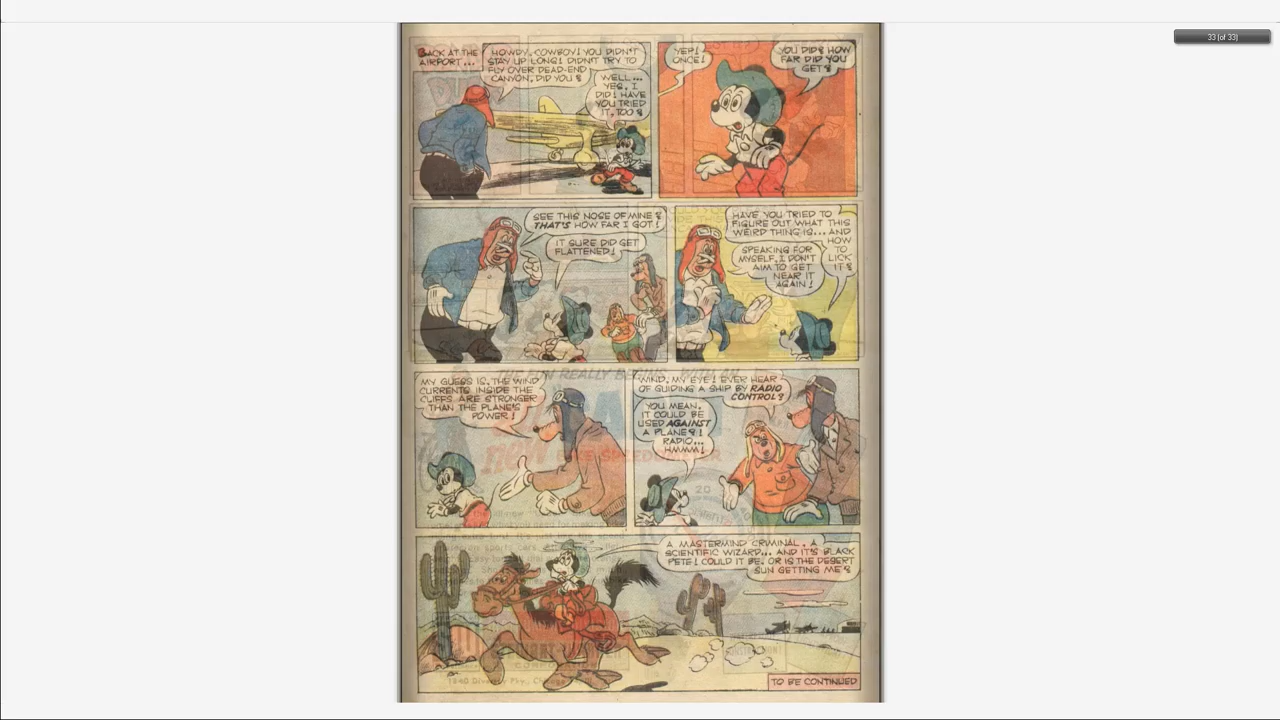 33 (of 33)
BACK AT THE
AIRPORT...
HOWDY, COWBOY! YOU DIDN'T
STAY UP LONG! DIDN'T TRY TO
FLY OVER DEAD-END
CANYON, DID YOU?
WELL...
YES, I
DID! HAVE
YOU TRIED
IT, TOO?
YEP!
ONCE!
YOU DID? HOW
FAR DID YOU
GET?
SEE THIS NOSE OF MINE?
THAT'S HOW FAR I GOT!
IT SURE DID GET
FLATTENED!
HAVE YOU TRIED TO
FIGURE OUT WHAT THIS
WEIRD THING IS... AND
HOW
TO
LICK
IT?
SPEAKING FOR
MYSELF, I DON'T
AIM TO GET
NEAR IT
AGAIN!
MY GUESS IS, THE WIND
CURRENTS INSIDE THE
CLIFFS ARE STRONGER
THAN THE PLANE'S
POWER!
WIND, MY EYE! EVER HEAR
OF GUIDING A SHIP BY RADIO
CONTROL?
YOU MEAN,
IT COULD BE
USED AGAINST
A PLANE?!
RADIO...
HMMM!
A MASTERMIND CRIMINAL, A
SCIENTIFIC WIZARD... AND IT'S BLACK
PETE! COULD IT BE, OR IS THE DESERT
SUN GETTING ME?
TO BE CONTINUED